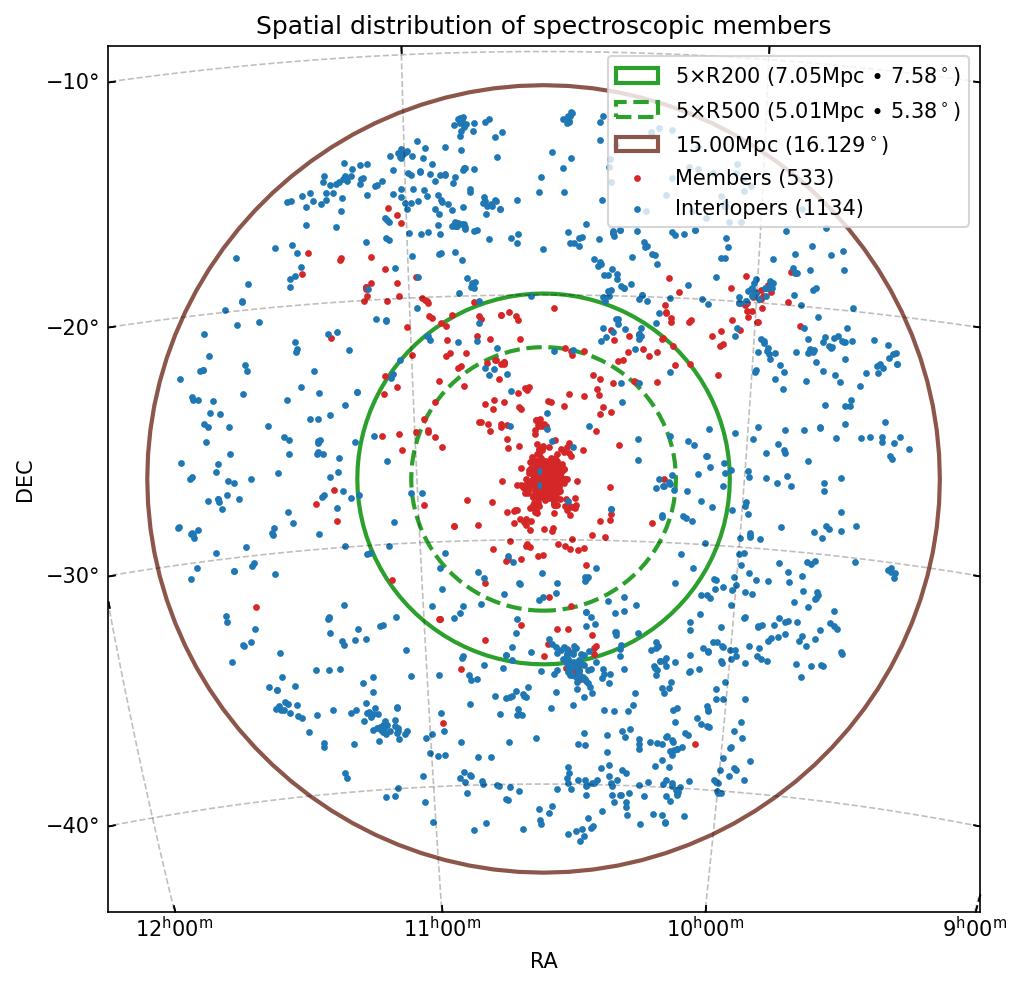 Spatial distribution of spectroscopic members
5×R200 (7.05Mpc • 7.58°)
5×R500 (5.01Mpc • 5.38°)
15.00Mpc (16.129°)
Members (533)
Interlopers (1134)
−10°
−20°
−30°
−40°
DEC
12ʰ00ᵐ 11ʰ00ᵐ 10ʰ00ᵐ 9ʰ00ᵐ
RA